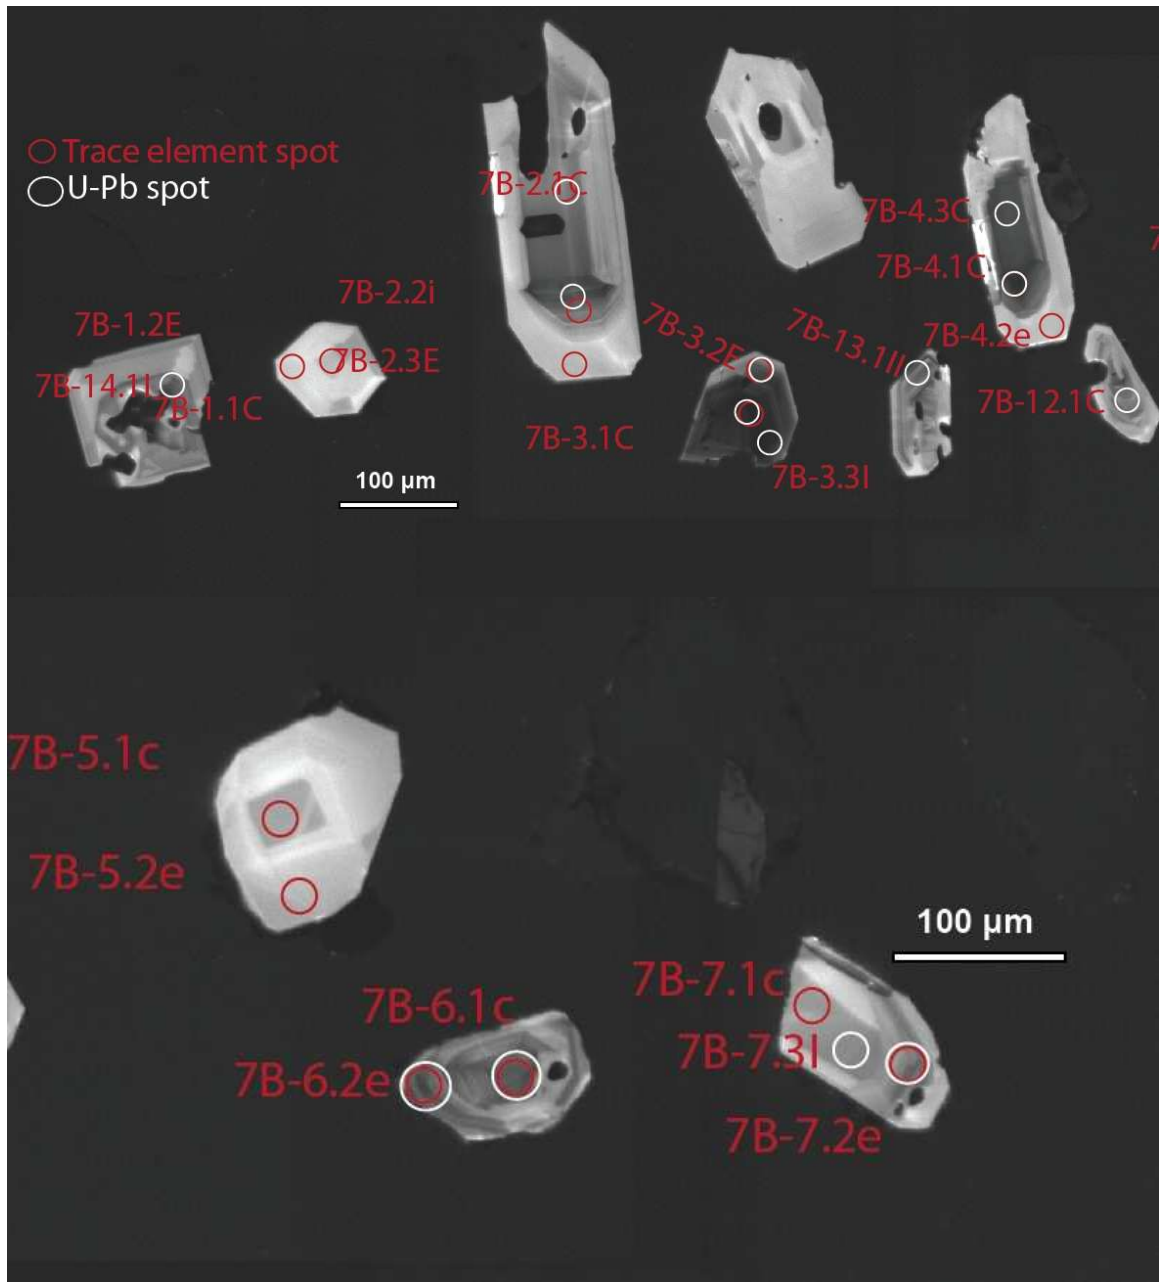 Trace element spot
U-Pb spot
7B-2.1C
7B-4.3C
7B-4.1C
7B-2.2i
7B-1.2E
7B-3.2E
7B-13.1II
7B-4.2e
7B-2.3E
7B-14.1I
7B-1.1C
7B-12.1C
7B-3.1C
7B-3.3I
100 µm
7
7B-5.1c
7B-5.2e
100 µm
7B-7.1c
7B-6.1c
7B-7.3I
7B-6.2e
7B-7.2e